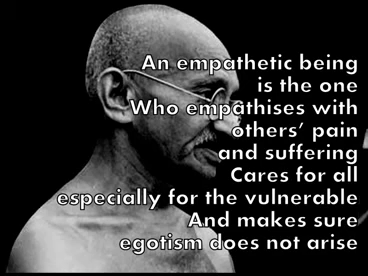 An empathetic being
is the one
Who empathises with
others' pain
and suffering
Cares for all
especially for the vulnerable
And makes sure
egotism does not arise